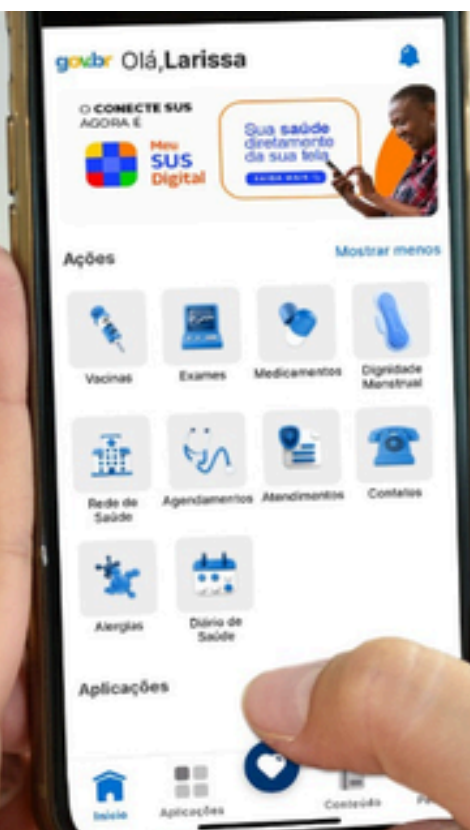 gov.br Olá,Larissa
O CONECTE SUS
AGORA É
Meu
SUS
Digital
Sua saúde
diretamente
da sua tela
SAIBA MAIS
Ações
Mostrar menos
Vacinas
Exames
Medicamentos
Dignidade
Menstrual
Rede de
Saúde
Agendamentos
Atendimentos
Contatos
Alergias
Diário de
Saúde
Aplicações
Início
Aplicações
Conteúdo